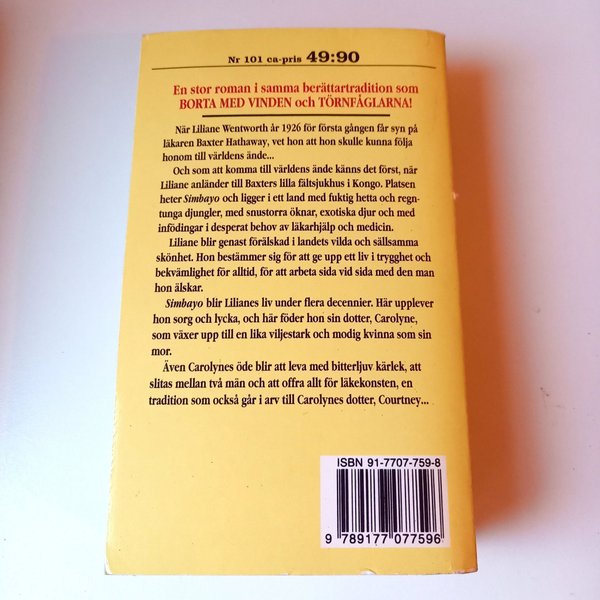 Nr 101 ca-pris 49:90
En stor roman i samma berättartradition som
BORTA MED VINDEN och TÖRNFÅGLARNA!
När Liliane Wentworth år 1926 för första gången får syn på
läkaren Baxter Hathaway, vet hon att hon skulle kunna följa
honom till världens ände...
Och som att komma till världens ände känns det först, när
Liliane anländer till Baxters lilla fältsjukhus i Kongo. Platsen
heter Simbayo och ligger i ett land med fuktig hetta och regn-
tunga djungler, med snustorra öknar, exotiska djur och med
infödingar i desperat behov av läkarhjälp och medicin.
Liliane blir genast förälskad i landets vilda och sällsamma
skönhet. Hon bestämmer sig för att ge upp ett liv i trygghet och
bekvämlighet för alltid, för att arbeta sida vid sida med den man
hon älskar.
Simbayo blir Lilianes liv under flera decennier. Här upplever
hon sorg och lycka, och här föder hon sin dotter, Carolyne,
som växer upp till en lika viljestark och modig kvinna som sin
mor.
Även Carolynes öde blir att leva med bitterljuv kärlek, att
slitas mellan två män och att offra allt för läkekonsten, en
tradition som också går i arv till Carolynes dotter, Courtney...
ISBN 91-7707-759-8
9 789177 077596